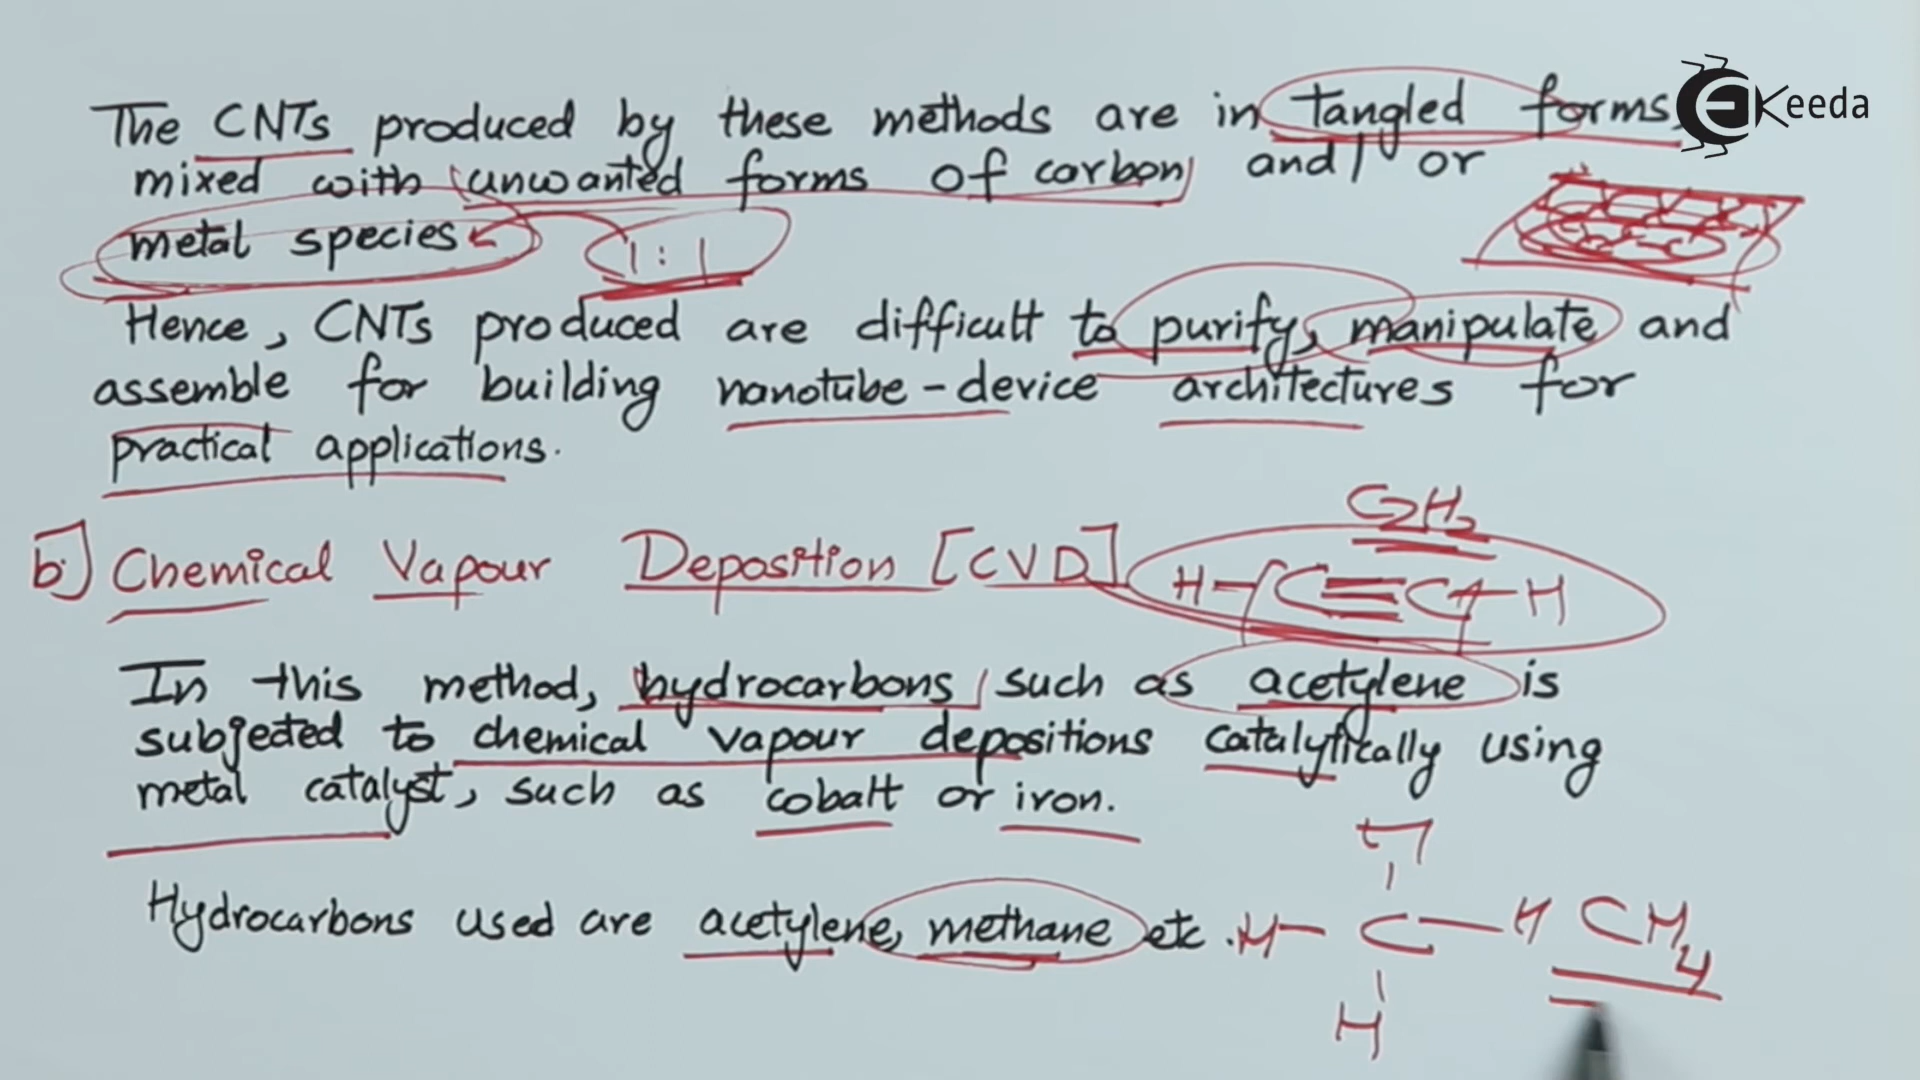 The CNTs produced by these methods are in tangled forms,
EKeeda
mixed with unwanted forms of carbon and/or
metal species 1:1
Hence, CNTs produced are difficult to purify, manipulate and
assemble for building nanotube-device architectures for
practical applications.
C2H2
b] Chemical Vapour Deposition [CVD] H-C≡C-H
In this method, hydrocarbons such as acetylene is
subjected to chemical vapour depositions catalytically using
metal catalyst, such as cobalt or iron.
Hydrocarbons used are acetylene, methane etc. H-C-H CH4
H